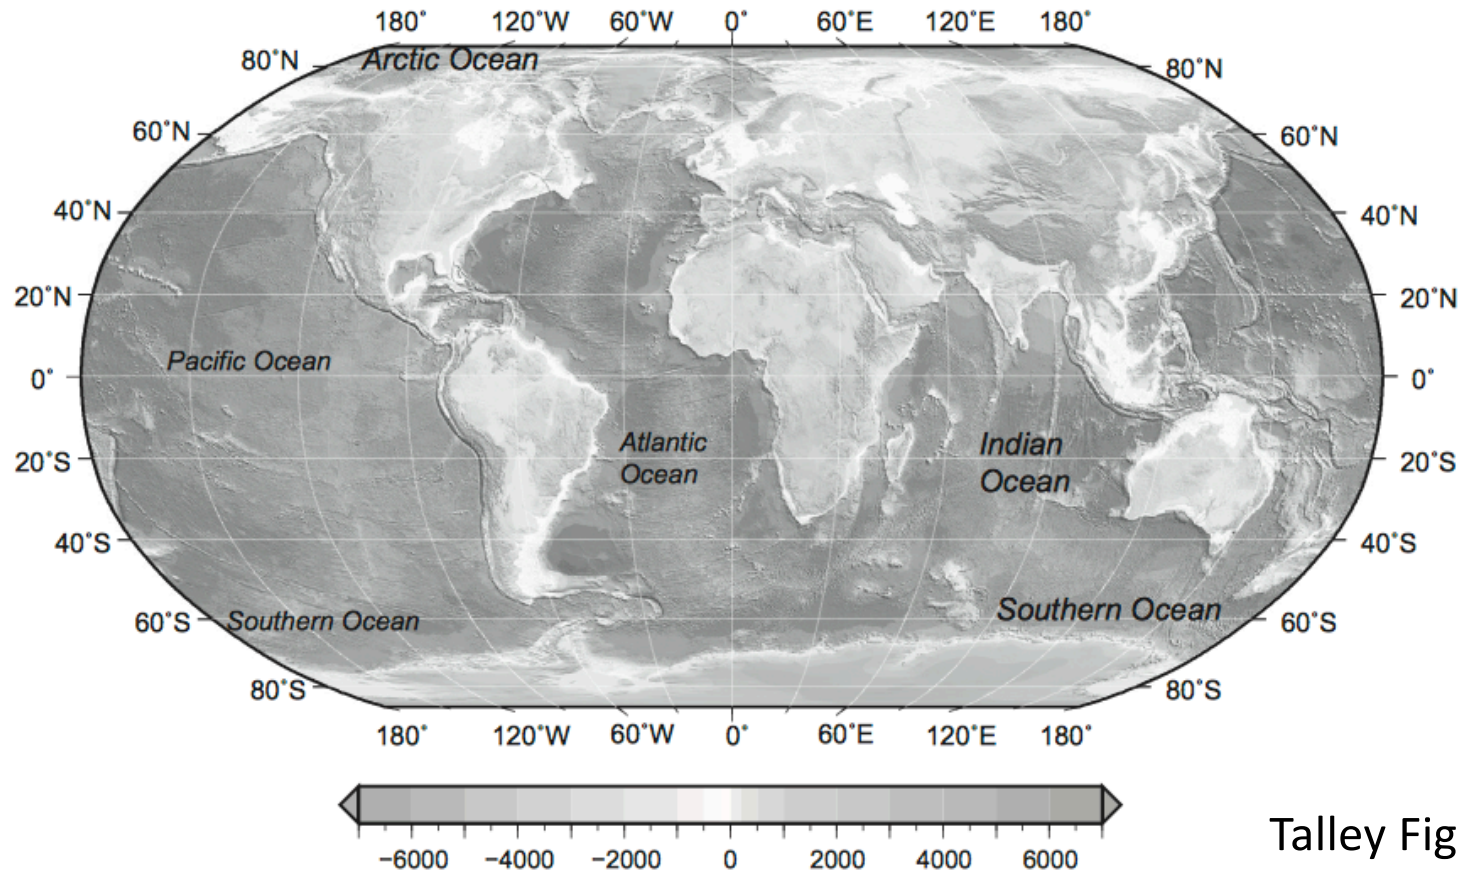 180˚ 120˚W 60˚W 0˚ 60˚E 120˚E 180˚
Arctic Ocean
80˚N 80˚N
60˚N 60˚N
40˚N 40˚N
20˚N 20˚N
Pacific Ocean
0˚ 0˚
Atlantic
Ocean
Indian
Ocean
20˚S 20˚S
40˚S 40˚S
Southern Ocean Southern Ocean
60˚S 60˚S
80˚S 80˚S
180˚ 120˚W 60˚W 0˚ 60˚E 120˚E 180˚
−6000 −4000 −2000 0 2000 4000 6000
Talley Fig